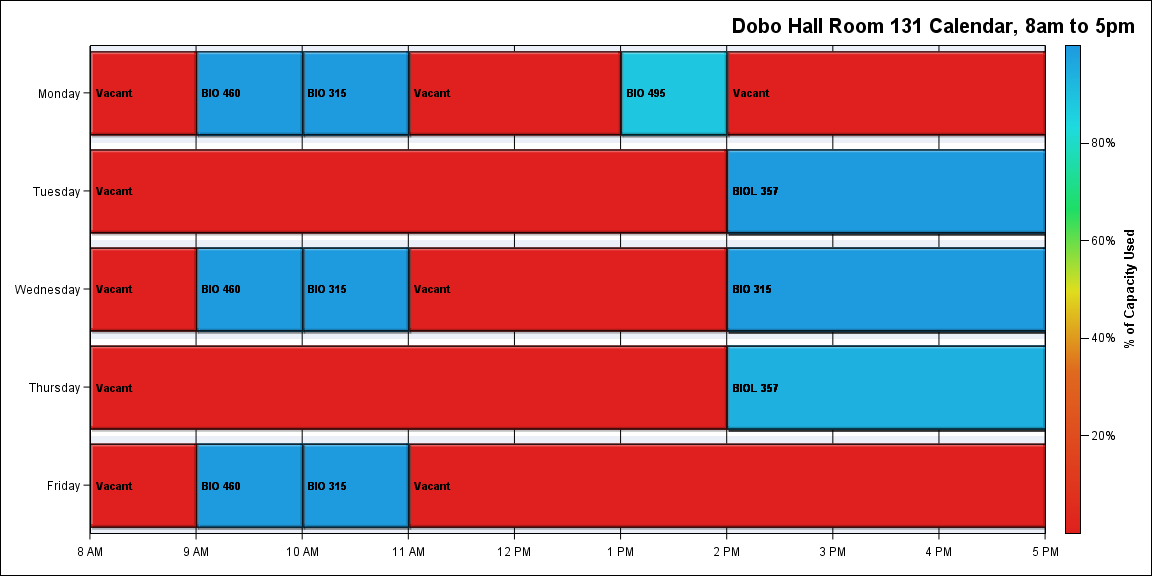 Dobo Hall Room 131 Calendar, 8am to 5pm
Monday
Vacant
BIO 460
BIO 315
Vacant
BIO 495
Vacant
Tuesday
Vacant
BIOL 357
Wednesday
Vacant
BIO 460
BIO 315
Vacant
BIO 315
Thursday
Vacant
BIOL 357
Friday
Vacant
BIO 460
BIO 315
Vacant
8 AM
9 AM
10 AM
11 AM
12 PM
1 PM
2 PM
3 PM
4 PM
5 PM
80%
60%
40%
20%
% of Capacity Used